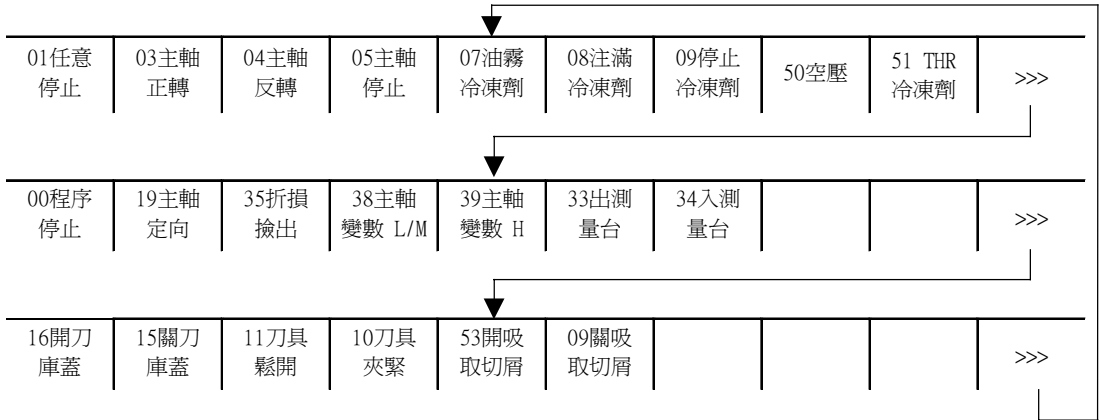 01任意
停止
03主軸
正轉
04主軸
反轉
05主軸
停止
07油霧
冷凍劑
08注滿
冷凍劑
09停止
冷凍劑
50空壓
51 THR
冷凍劑
>>>
00程序
停止
19主軸
定向
35折損
撿出
38主軸
變數 L/M
39主軸
變數 H
33出測
量台
34入測
量台
>>>
16開刀
庫蓋
15關刀
庫蓋
11刀具
鬆開
10刀具
夾緊
53開吸
取切屑
09關吸
取切屑
>>>